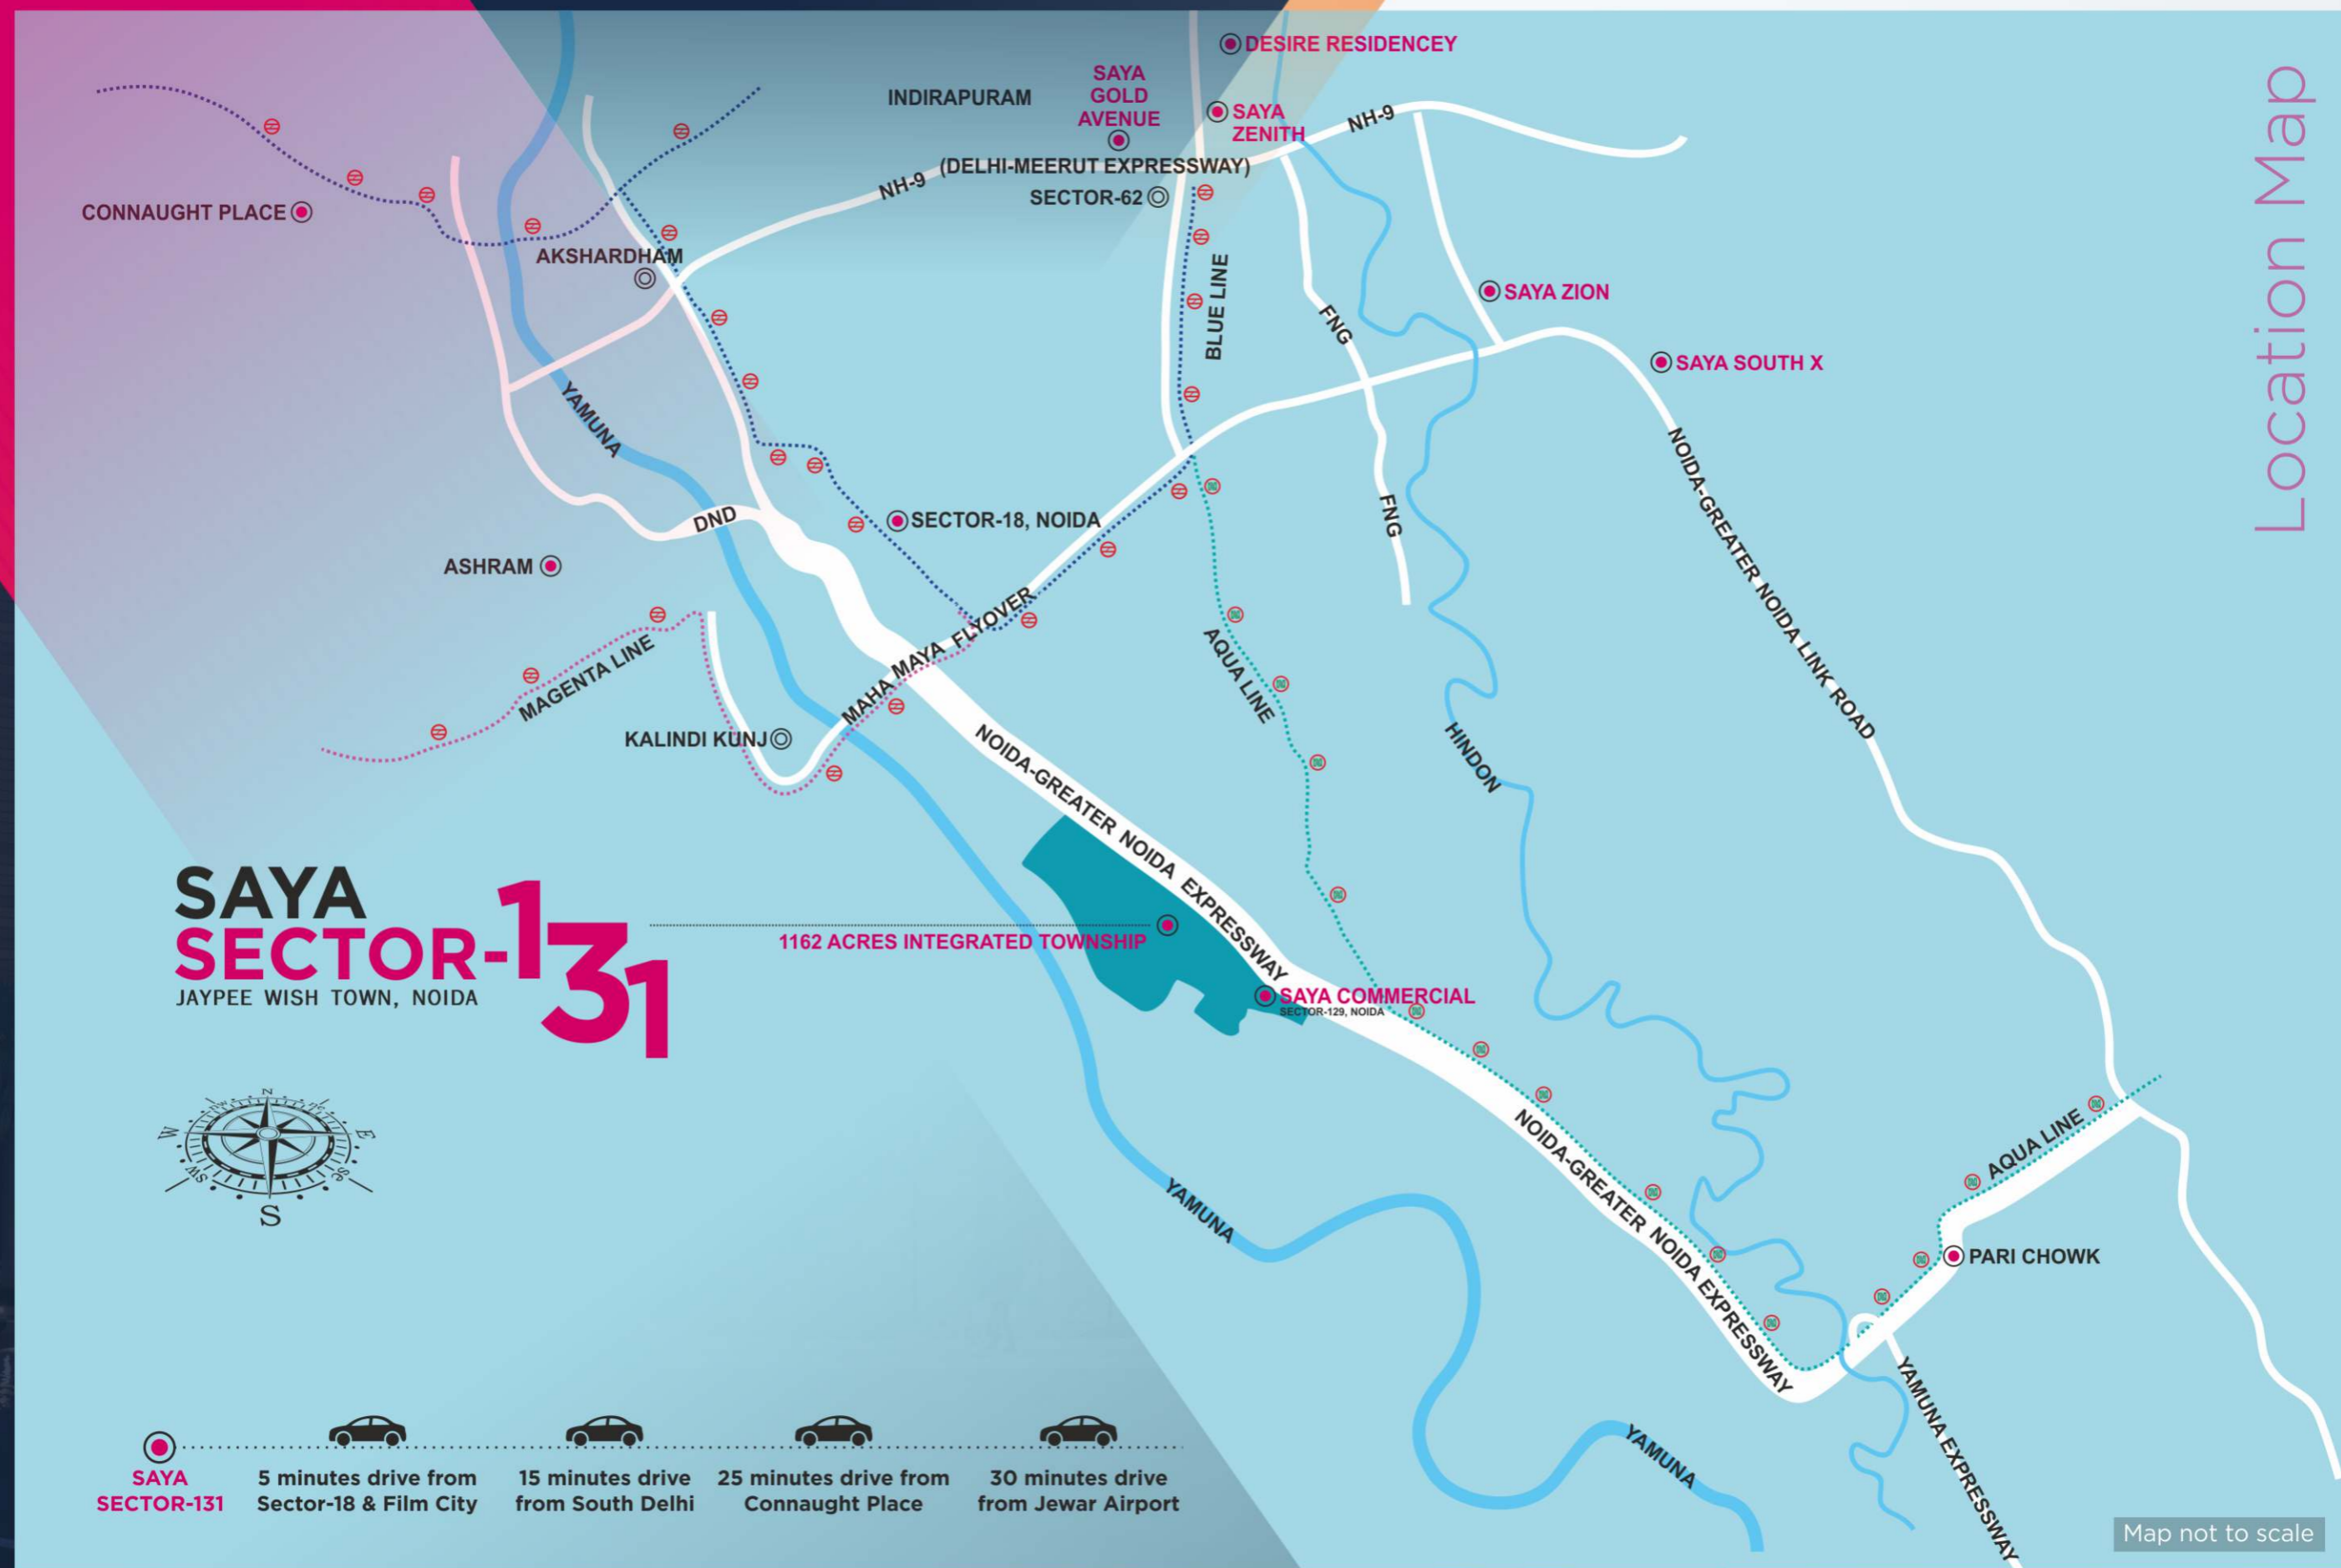 Location Map
DESIRE RESIDENCEY
SAYA
GOLD
AVENUE
INDIRAPURAM
SAYA
ZENITH
NH-9
(DELHI-MEERUT EXPRESSWAY)
NH-9
SECTOR-62
CONNAUGHT PLACE
AKSHARDHAM
BLUE LINE
FNG
SAYA ZION
SAYA SOUTH X
YAMUNA
NOIDA-GREATER NOIDA LINK ROAD
DND
SECTOR-18, NOIDA
FNG
ASHRAM
MAHA MAYA FLYOVER
MAGENTA LINE
AQUA LINE
KALINDI KUNJ
HINDON
NOIDA-GREATER NOIDA EXPRESSWAY
SAYA
SECTOR-131
JAYPEE WISH TOWN, NOIDA
1162 ACRES INTEGRATED TOWNSHIP
SAYA COMMERCIAL
SECTOR-129, NOIDA
N
W
E
SW
SE
S
NOIDA-GREATER NOIDA EXPRESSWAY
AQUA LINE
YAMUNA
PARI CHOWK
YAMUNA EXPRESSWAY
YAMUNA
SAYA
SECTOR-131
5 minutes drive from
Sector-18 & Film City
15 minutes drive
from South Delhi
25 minutes drive from
Connaught Place
30 minutes drive
from Jewar Airport
Map not to scale